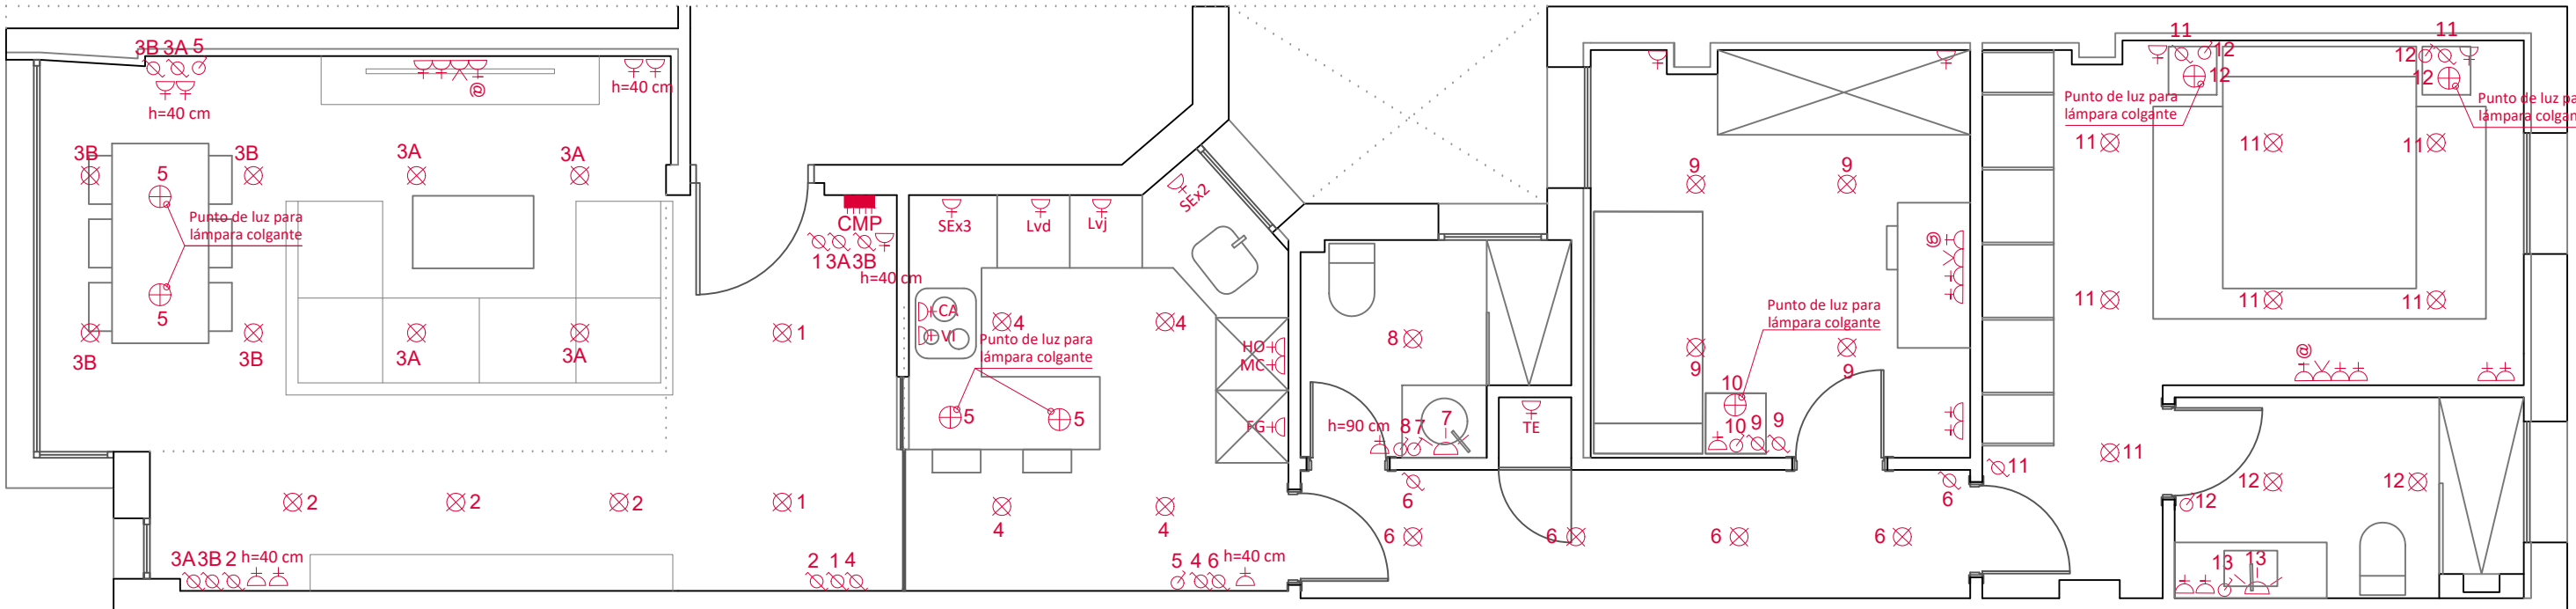 3B 3A 5
h=40 cm
@
h=40 cm
3B
3B
3A
3A
5
Punto de luz para
lámpara colgante
5
3B
3B
3A
3A
1
2
2
2
1
3A 3B 2 h=40 cm
2 1 4
CMP
1 3A 3B
h=40 cm
SEx3
Lvd
Lvj
SEx2
CA
VI
4
4
Punto de luz para
lámpara colgante
5
5
HO
MC
FG
4
4
5 4 6 h=40 cm
8
h=90 cm 8 7
7
TE
6
6
6
6
6
6
9
9
@
9
9
Punto de luz para
lámpara colgante
10
10 9 9
11
11
12
12
Punto de luz para
lámpara colgante
11
12
12
Punto de luz pa
lámpara colgan
11
11
11
11
11
11
11
@
12
12
12
13
13